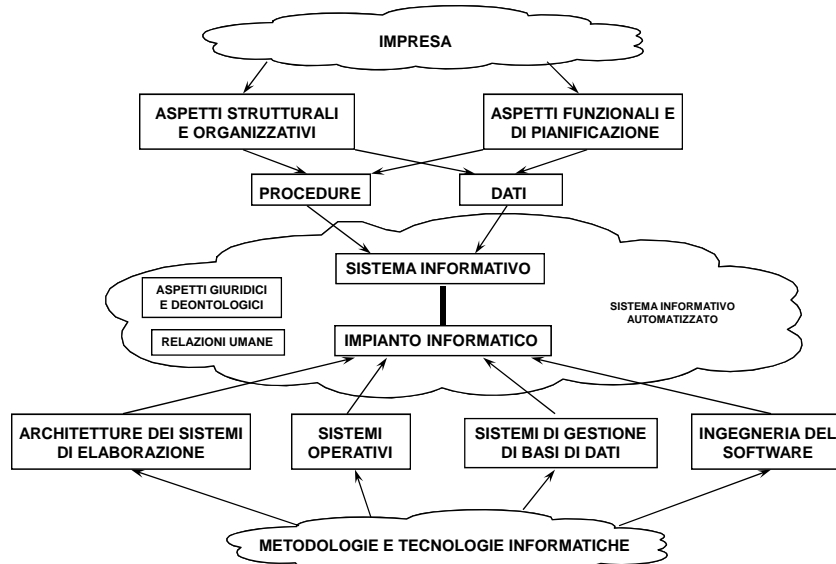 IMPRESA
ASPETTI STRUTTURALI
E ORGANIZZATIVI
ASPETTI FUNZIONALI E
DI PIANIFICAZIONE
PROCEDURE
DATI
SISTEMA INFORMATIVO
ASPETTI GIURIDICI
E DEONTOLOGICI
SISTEMA INFORMATIVO
AUTOMATIZZATO
RELAZIONI UMANE
IMPIANTO INFORMATICO
ARCHITETTURE DEI SISTEMI
DI ELABORAZIONE
SISTEMI
OPERATIVI
SISTEMI DI GESTIONE
DI BASI DI DATI
INGEGNERIA DEL
SOFTWARE
METODOLOGIE E TECNOLOGIE INFORMATICHE